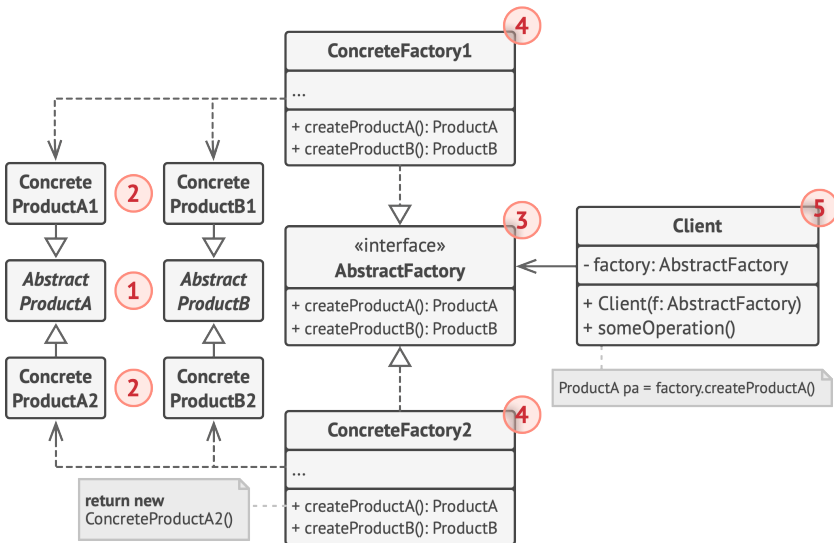 ConcreteFactory1
4
...
+ createProductA(): ProductA
+ createProductB(): ProductB
Concrete
ProductA1
2
Concrete
ProductB1
Abstract
ProductA
1
Abstract
ProductB
Concrete
ProductA2
2
Concrete
ProductB2
«interface»
AbstractFactory
3
+ createProductA(): ProductA
+ createProductB(): ProductB
Client
5
- factory: AbstractFactory
+ Client(f: AbstractFactory)
+ someOperation()
ProductA pa = factory.createProductA()
ConcreteFactory2
4
...
+ createProductA(): ProductA
+ createProductB(): ProductB
return new
ConcreteProductA2()